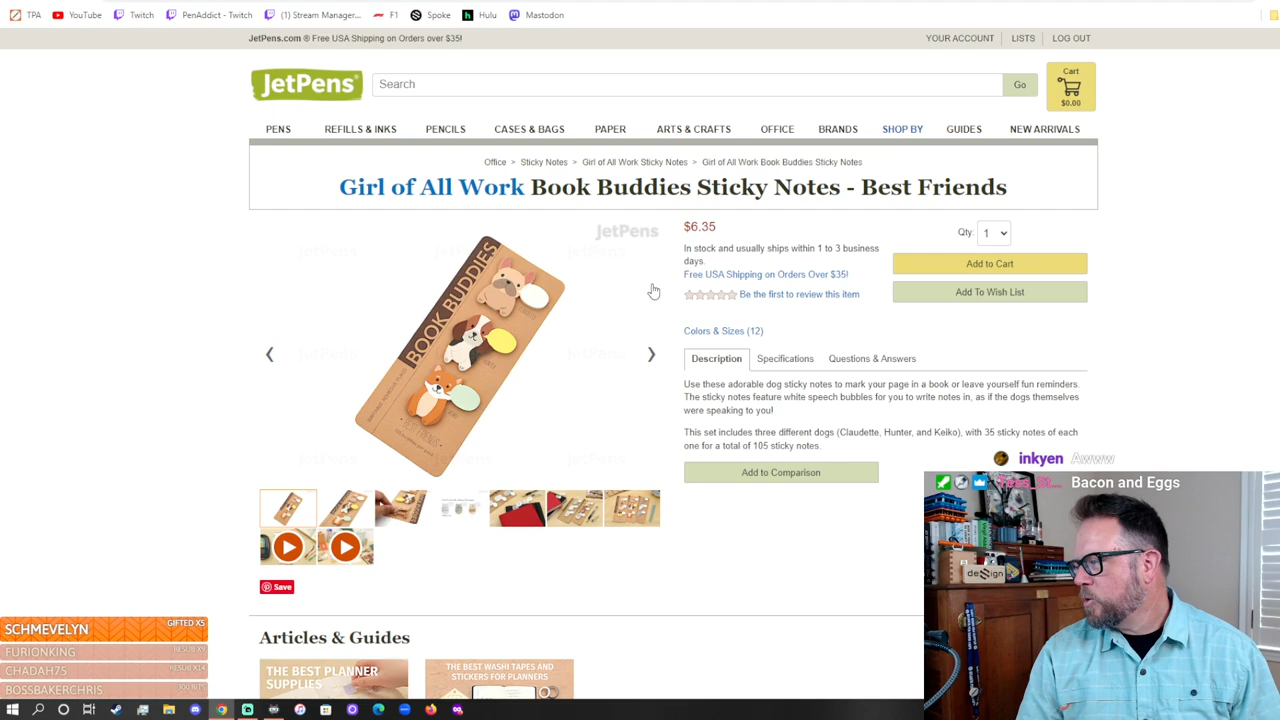 TPA YouTube Twitch PenAddict - Twitch (1) Stream Manager... F1 Spoke Hulu Mastodon
JetPens.com ® Free USA Shipping on Orders over $35!
YOUR ACCOUNT LISTS LOG OUT
JetPens®
Search
Go
Cart
$0.00
PENS REFILLS & INKS PENCILS CASES & BAGS PAPER ARTS & CRAFTS OFFICE BRANDS SHOP BY GUIDES NEW ARRIVALS
Office > Sticky Notes > Girl of All Work Sticky Notes > Girl of All Work Book Buddies Sticky Notes
Girl of All Work Book Buddies Sticky Notes - Best Friends
JetPens
BOOK BUDDIES
$6.35
In stock and usually ships within 1 to 3 business
days.
Free USA Shipping on Orders Over $35!
Be the first to review this item
Qty: 1
Add to Cart
Add To Wish List
Colors & Sizes (12)
Description Specifications Questions & Answers
Use these adorable dog sticky notes to mark your page in a book or leave yourself fun reminders.
The sticky notes feature white speech bubbles for you to write notes in, as if the dogs themselves
were speaking to you!
This set includes three different dogs (Claudette, Hunter, and Keiko), with 35 sticky notes of each
one for a total of 105 sticky notes.
Add to Comparison
Save
Articles & Guides
THE BEST PLANNER
SUPPLIES
THE BEST WASHI TAPES AND
STICKERS FOR PLANNERS
inkyen Awww
Bacon and Eggs
SCHMEVELYN GIFTED X5
FURIONKING RESUB X9
CHADAH75 RESUB X14
BOSSBAKERCHRIS 300 BITS